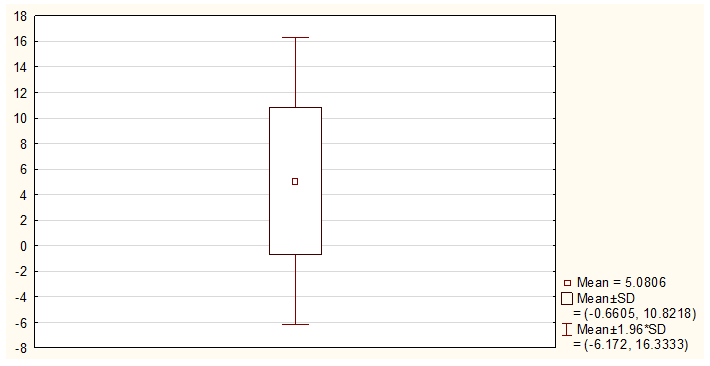 18
16
14
12
10
8
6
4
2
0
-2
-4
-6
-8
Mean = 5.0806
Mean±SD
= (-0.6605, 10.8218)
Mean±1.96*SD
= (-6.172, 16.3333)